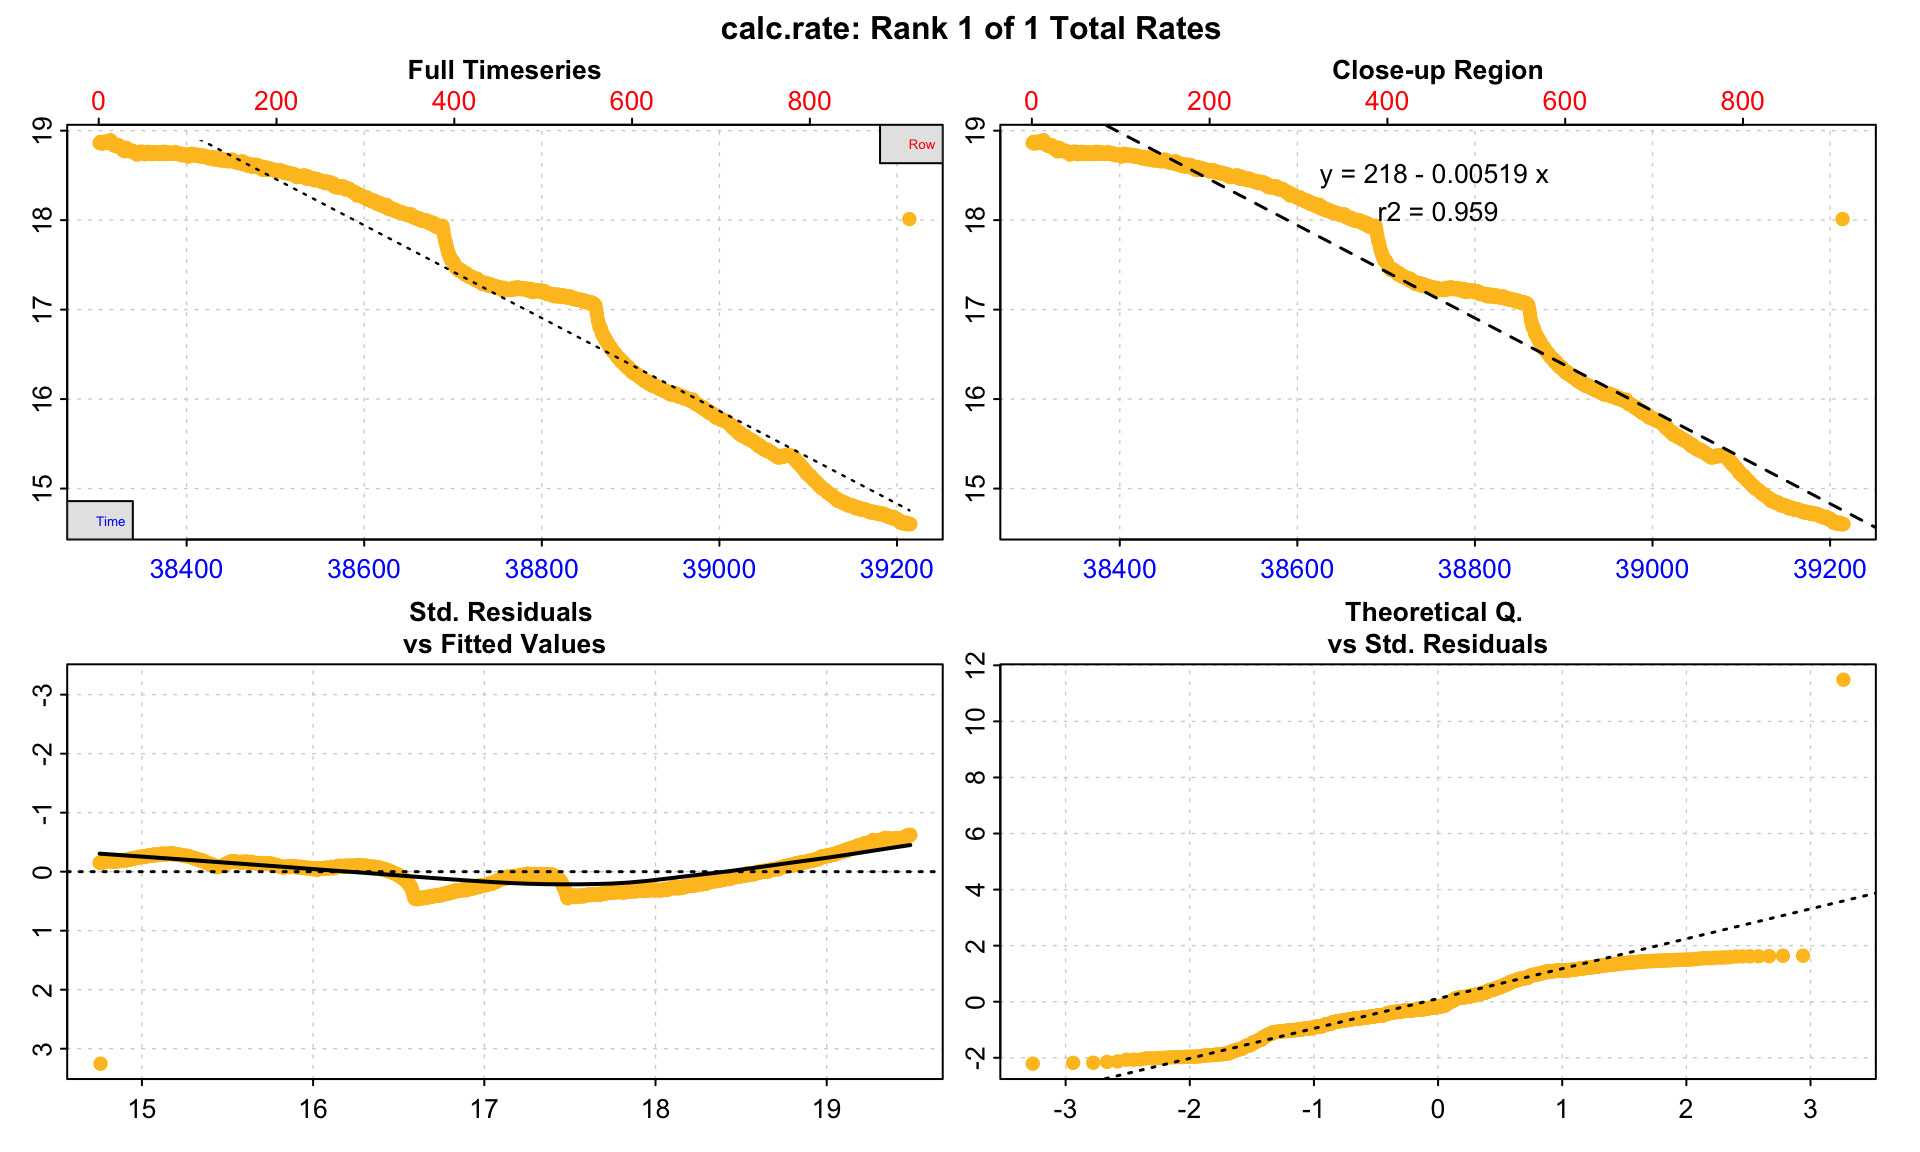 calc.rate: Rank 1 of 1 Total Rates
Full Timeseries
0 200 400 600 800
19
18
17
16
15
Row
Time
38400 38600 38800 39000 39200
Close-up Region
0 200 400 600 800
19
18
17
16
15
y = 218 - 0.00519 x
r2 = 0.959
38400 38600 38800 39000 39200
Std. Residuals
vs Fitted Values
-3
-2
-1
0
1
2
3
15 16 17 18 19
Theoretical Q.
vs Std. Residuals
12
10
8
6
4
2
0
-2
-3 -2 -1 0 1 2 3